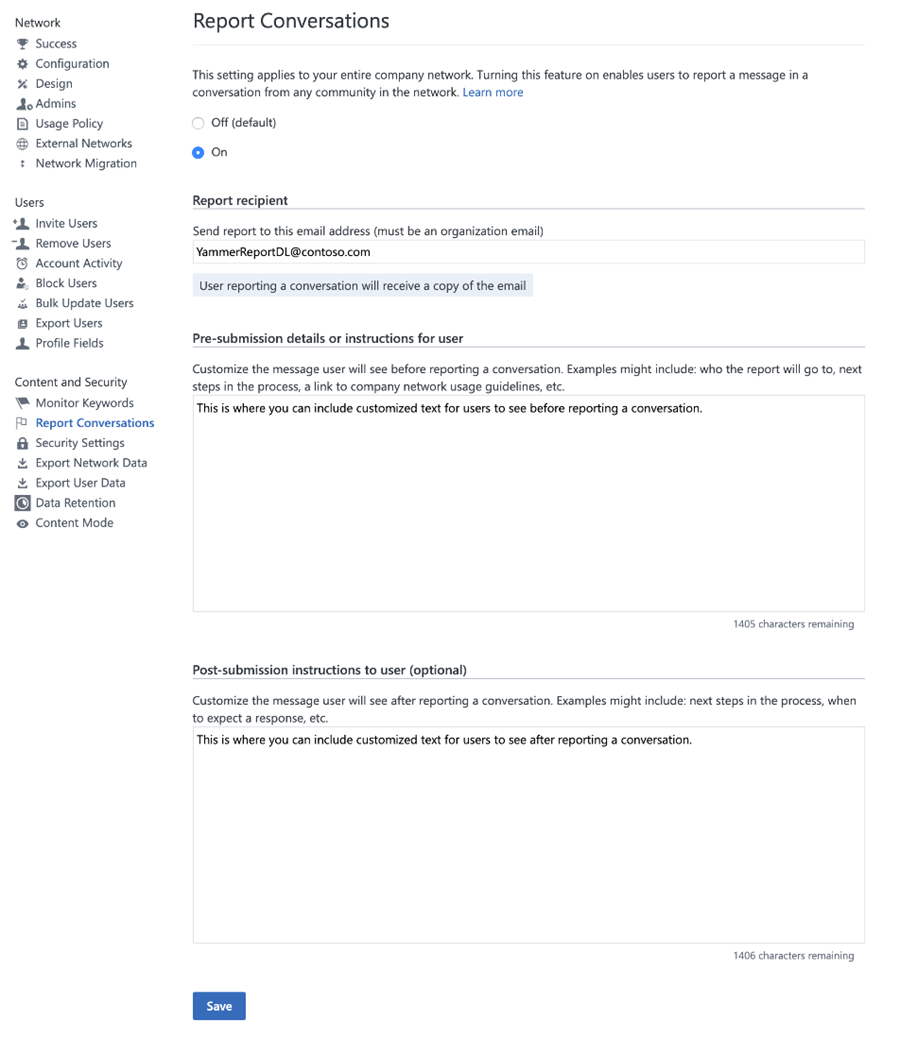 Network
Success
Configuration
Design
Admins
Usage Policy
External Networks
Network Migration
Users
Invite Users
Remove Users
Account Activity
Block Users
Bulk Update Users
Export Users
Profile Fields
Content and Security
Monitor Keywords
Report Conversations
Security Settings
Export Network Data
Export User Data
Data Retention
Content Mode
Report Conversations
This setting applies to your entire company network. Turning this feature on enables users to report a message in a
conversation from any community in the network. Learn more
Off (default)
On
Report recipient
Send report to this email address (must be an organization email)
YammerReportDL@contoso.com
User reporting a conversation will receive a copy of the email
Pre-submission details or instructions for user
Customize the message user will see before reporting a conversation. Examples might include: who the report will go to, next
steps in the process, a link to company network usage guidelines, etc.
This is where you can include customized text for users to see before reporting a conversation.
1405 characters remaining
Post-submission instructions to user (optional)
Customize the message user will see after reporting a conversation. Examples might include: next steps in the process, when
to expect a response, etc.
This is where you can include customized text for users to see after reporting a conversation.
1406 characters remaining
Save